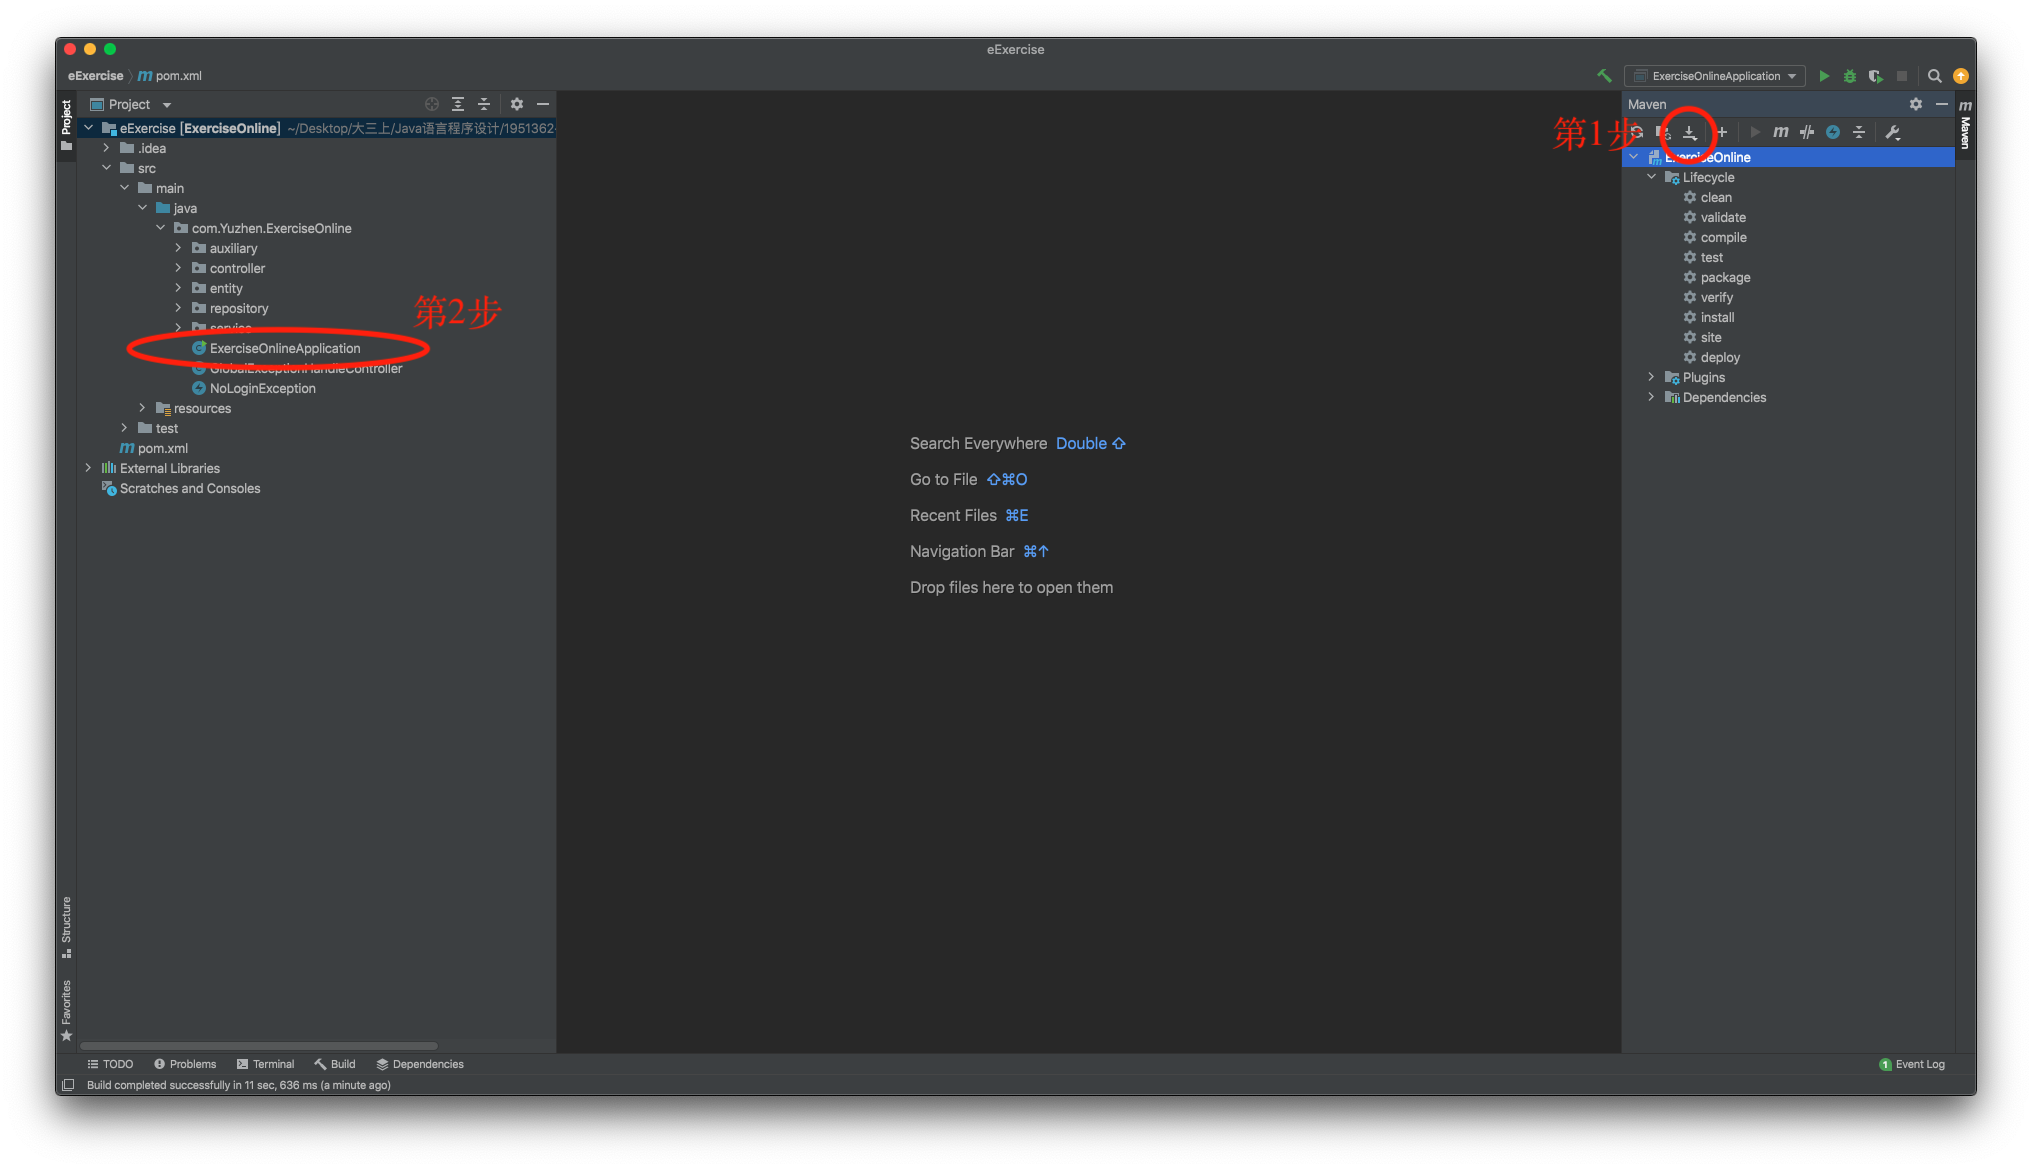 eExercise
eExercise pom.xml
ExerciseOnlineApplication
Project
Project
Maven
m
Maven
第1步
eExercise [ExerciseOnline] ~/Desktop/大三上/Java语言程序设计/1951362-
.idea
src
main
java
com.Yuzhen.ExerciseOnline
auxiliary
controller
entity
repository
service
第2步
ExerciseOnlineApplication
GlobalExceptionHandleController
NoLoginException
resources
test
pom.xml
External Libraries
Scratches and Consoles
ExerciseOnline
Lifecycle
clean
validate
compile
test
package
verify
install
site
deploy
Plugins
Dependencies
Search Everywhere Double ⇧
Go to File ⇧⌘O
Recent Files ⌘E
Navigation Bar ⌘↑
Drop files here to open them
Structure
Favorites
TODO Problems Terminal Build Dependencies
1 Event Log
Build completed successfully in 11 sec, 636 ms (a minute ago)